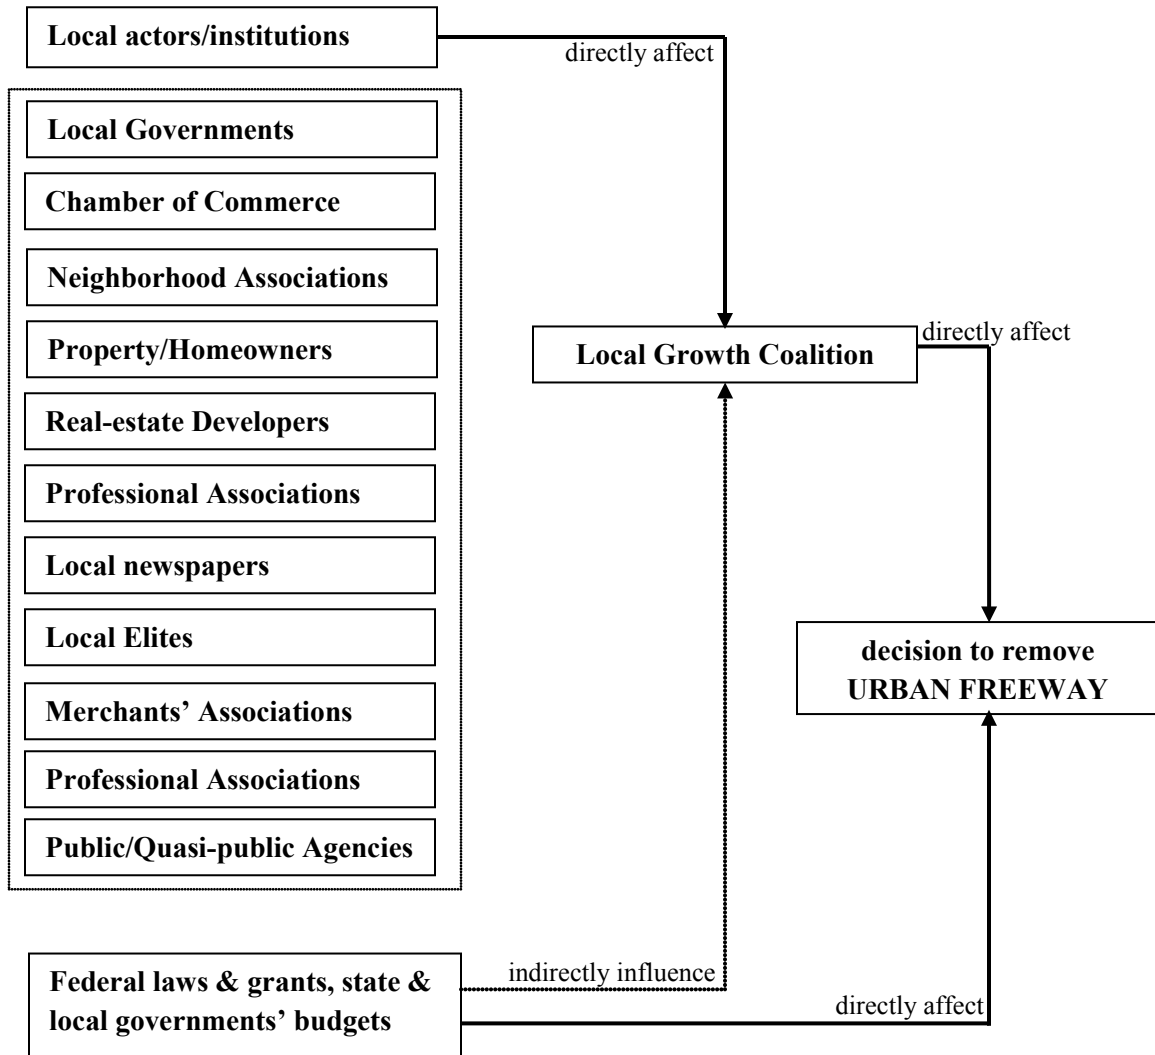 Local actors/institutions
directly affect
Local Governments
Chamber of Commerce
Neighborhood Associations
Property/Homeowners
Local Growth Coalition
directly affect
Real-estate Developers
Professional Associations
Local newspapers
Local Elites
decision to remove
URBAN FREEWAY
Merchants’ Associations
Professional Associations
Public/Quasi-public Agencies
Federal laws & grants, state &
local governments’ budgets
indirectly influence
directly affect